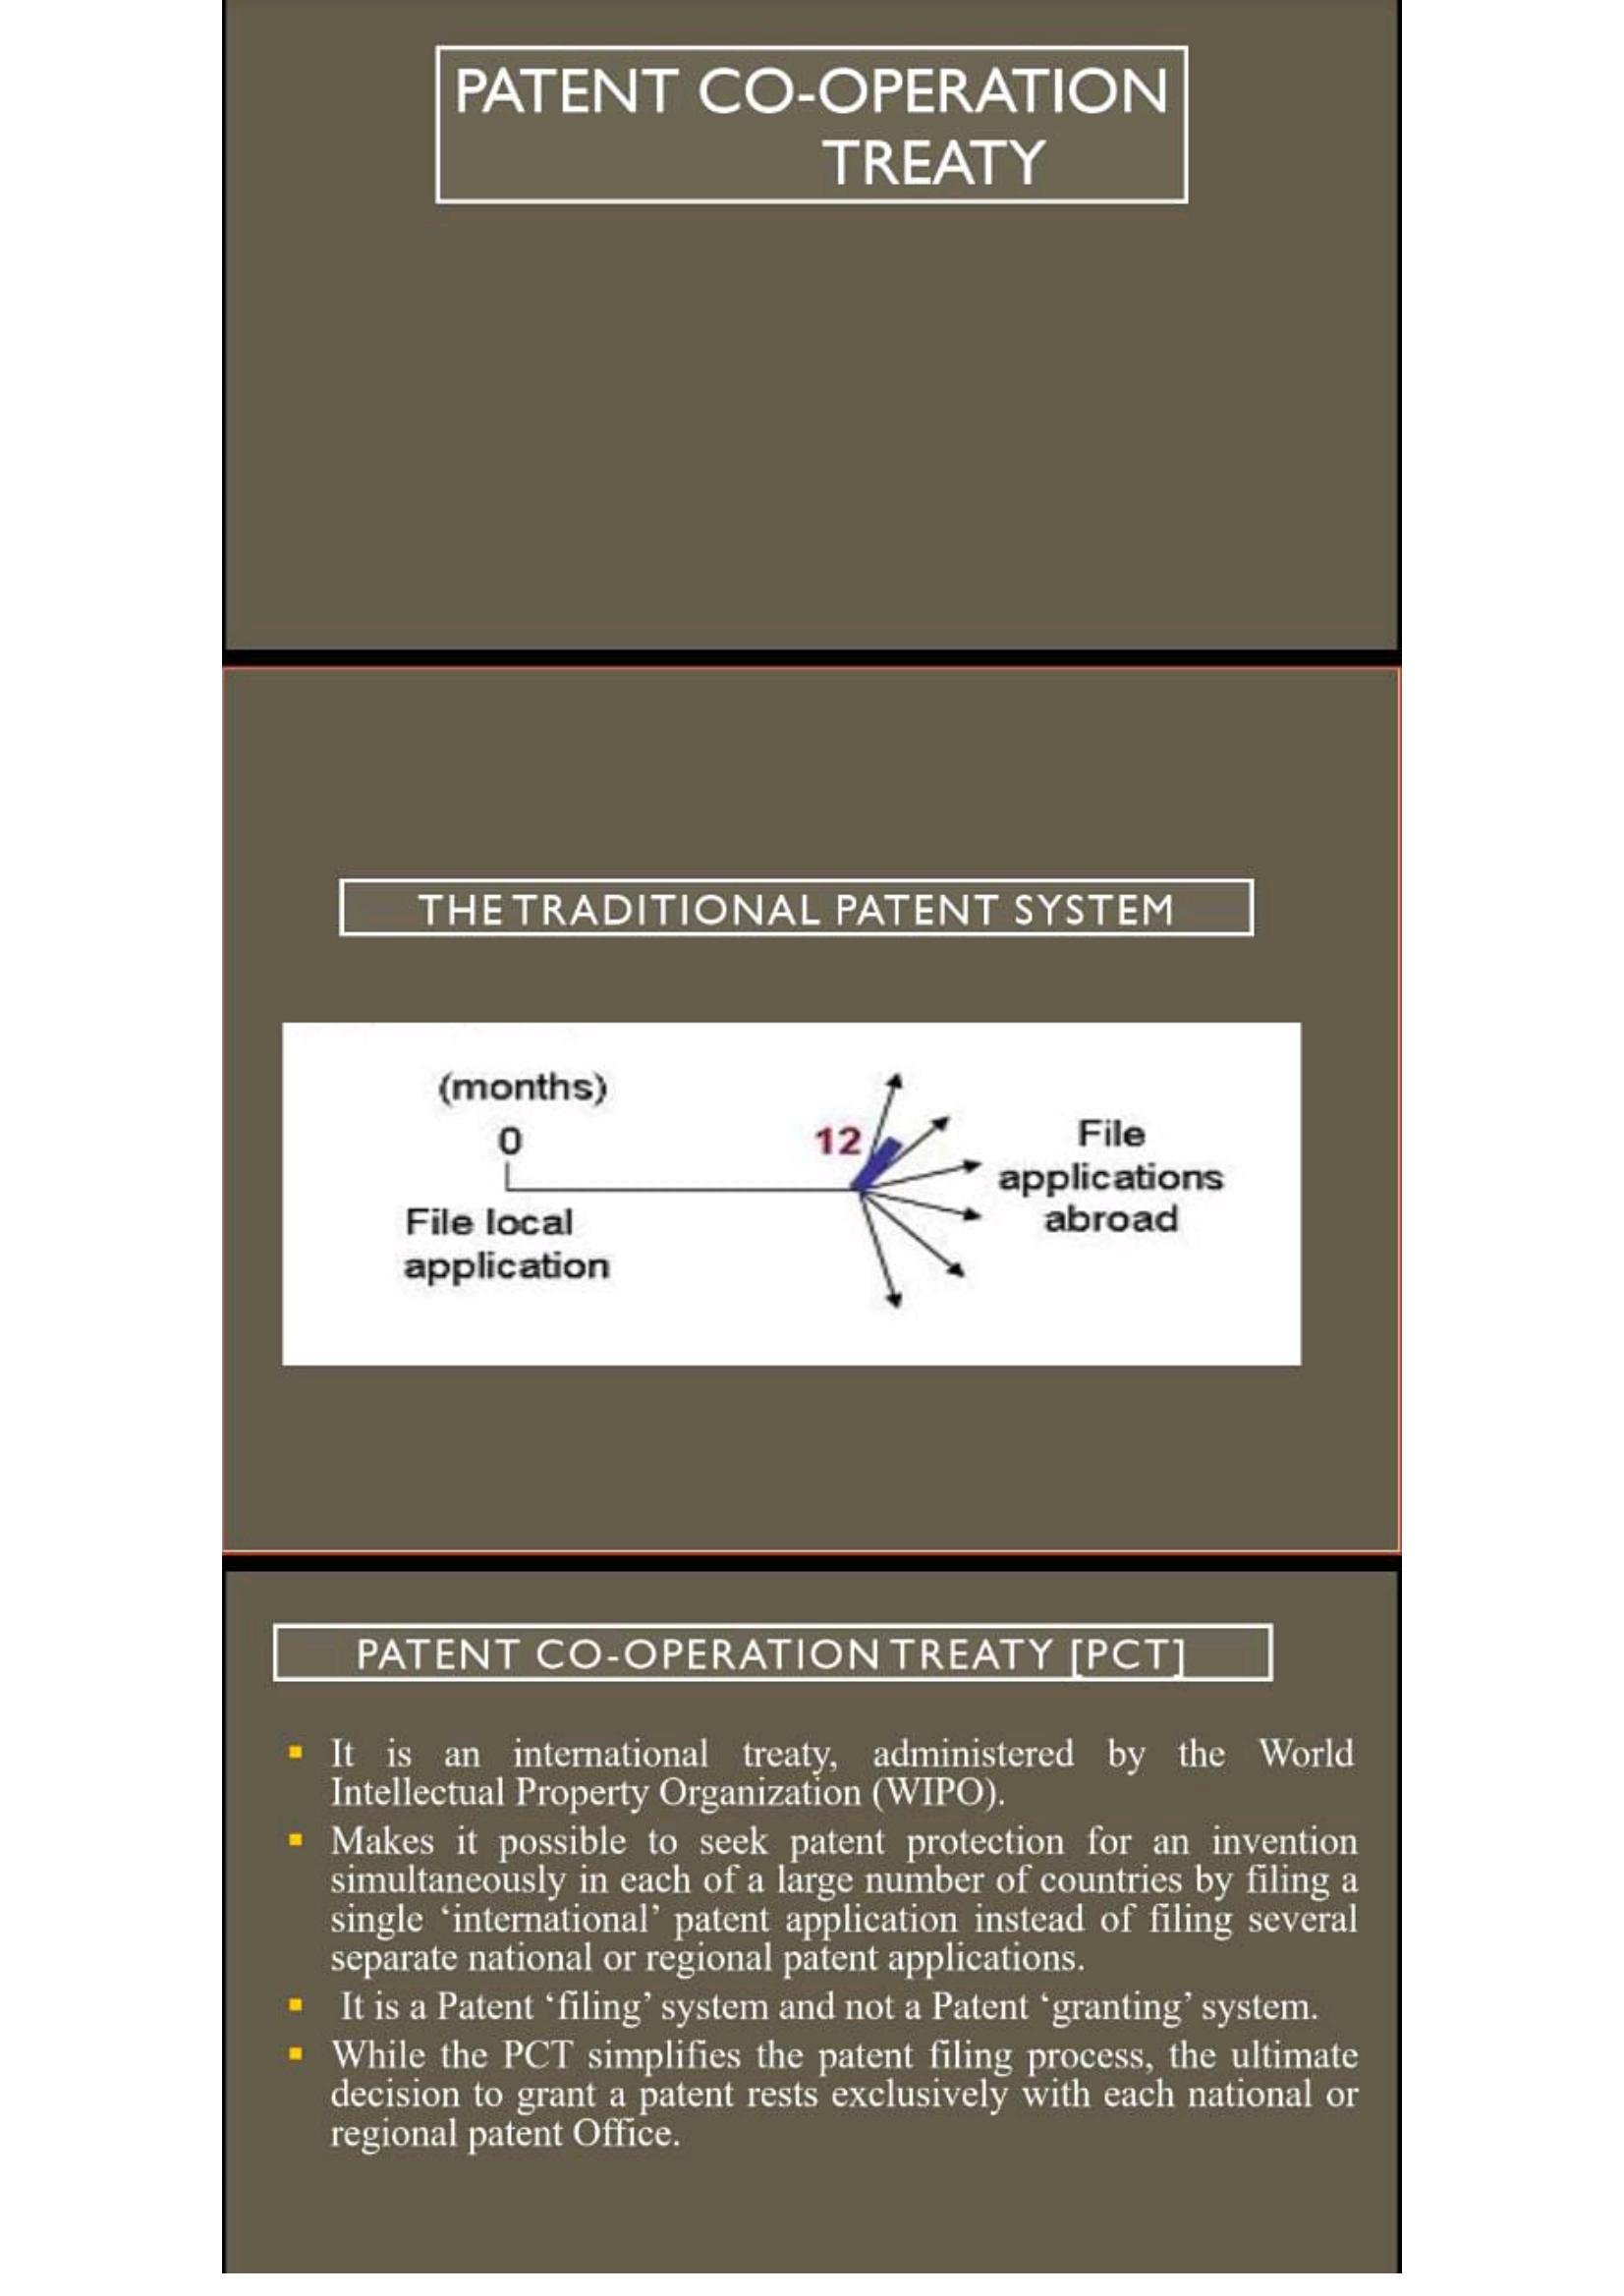 PATENT CO-OPERATION
TREATY
THE TRADITIONAL PATENT SYSTEM
(months)
0
12
File local
application
File
applications
abroad
PATENT CO-OPERATION TREATY [PCT]
▪ It is an international treaty, administered by the World
Intellectual Property Organization (WIPO).
▪ Makes it possible to seek patent protection for an invention
simultaneously in each of a large number of countries by filing a
single ‘international’ patent application instead of filing several
separate national or regional patent applications.
▪ It is a Patent ‘filing’ system and not a Patent ‘granting’ system.
▪ While the PCT simplifies the patent filing process, the ultimate
decision to grant a patent rests exclusively with each national or
regional patent Office.